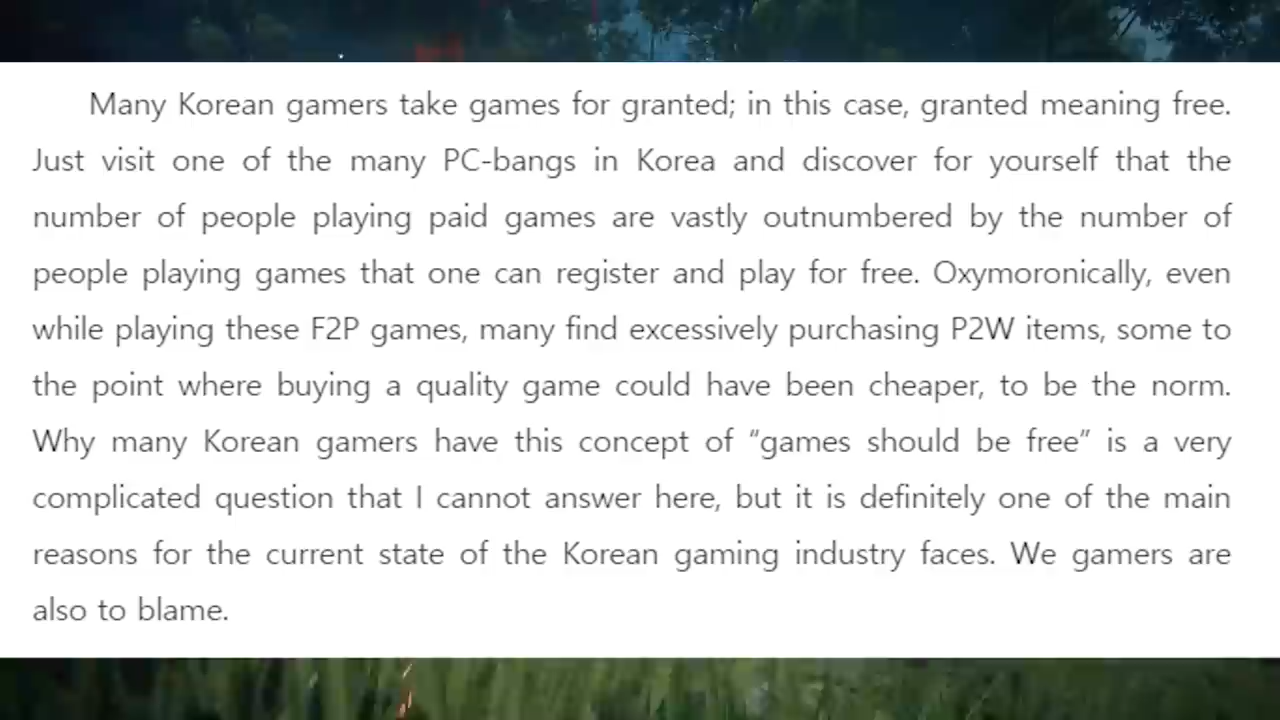 Many Korean gamers take games for granted; in this case, granted meaning free.
Just visit one of the many PC-bangs in Korea and discover for yourself that the
number of people playing paid games are vastly outnumbered by the number of
people playing games that one can register and play for free. Oxymoronically, even
while playing these F2P games, many find excessively purchasing P2W items, some to
the point where buying a quality game could have been cheaper, to be the norm.
Why many Korean gamers have this concept of “games should be free” is a very
complicated question that I cannot answer here, but it is definitely one of the main
reasons for the current state of the Korean gaming industry faces. We gamers are
also to blame.